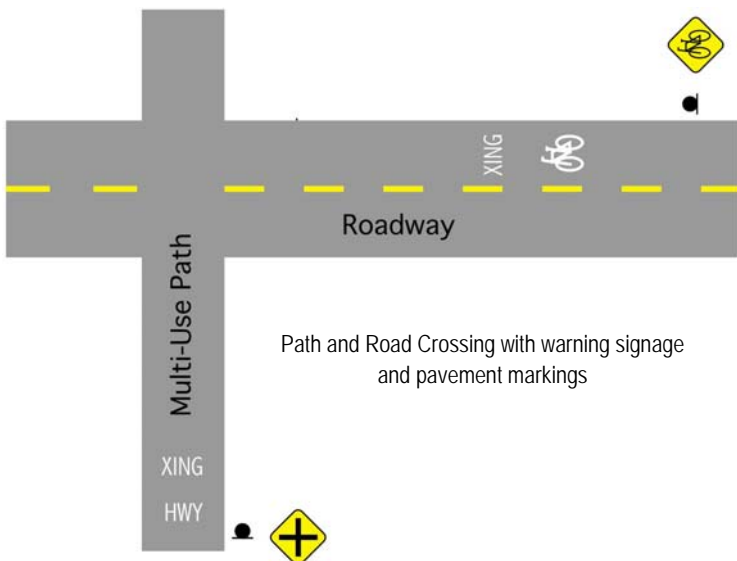 XING
Roadway
Multi-Use Path
Path and Road Crossing with warning signage
and pavement markings
XING
HWY